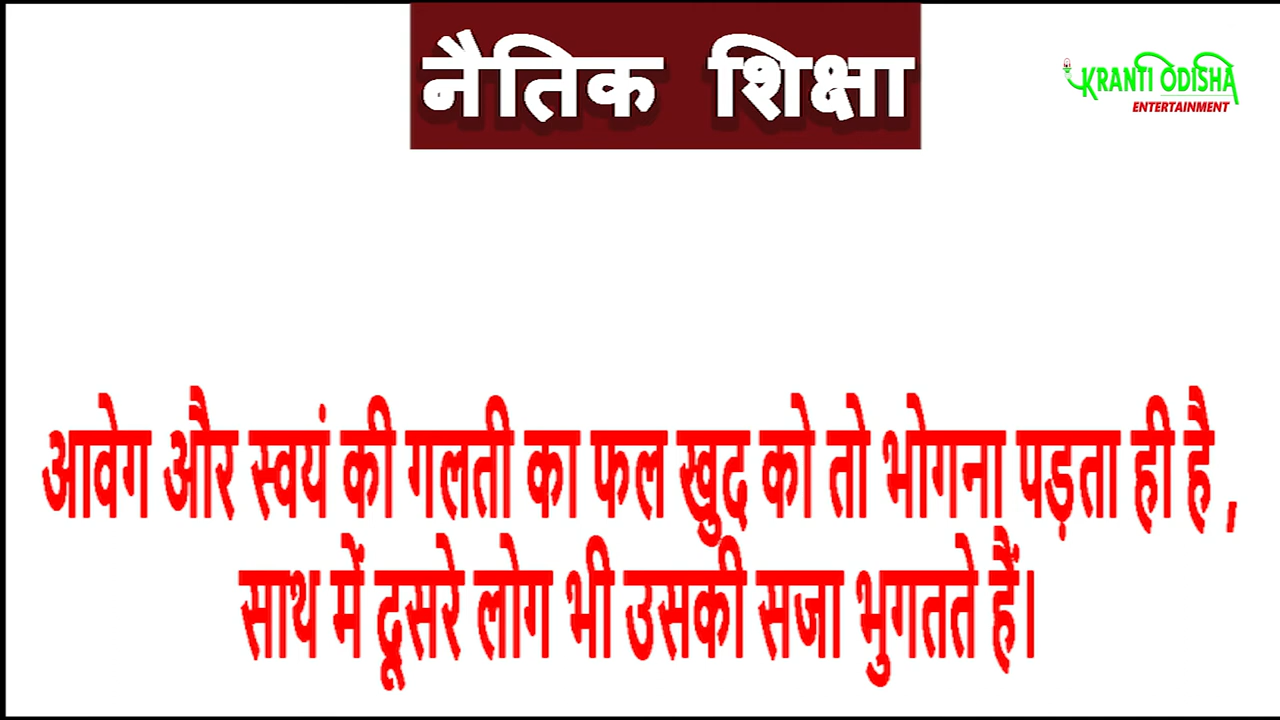 नैतिक शिक्षा
KRANTI ODISHA
ENTERTAINMENT
आवेग और स्वयं की गलती का फल खुद को तो भोगना पड़ता ही है ,
साथ में दूसरे लोग भी उसकी सजा भुगतते हैं।